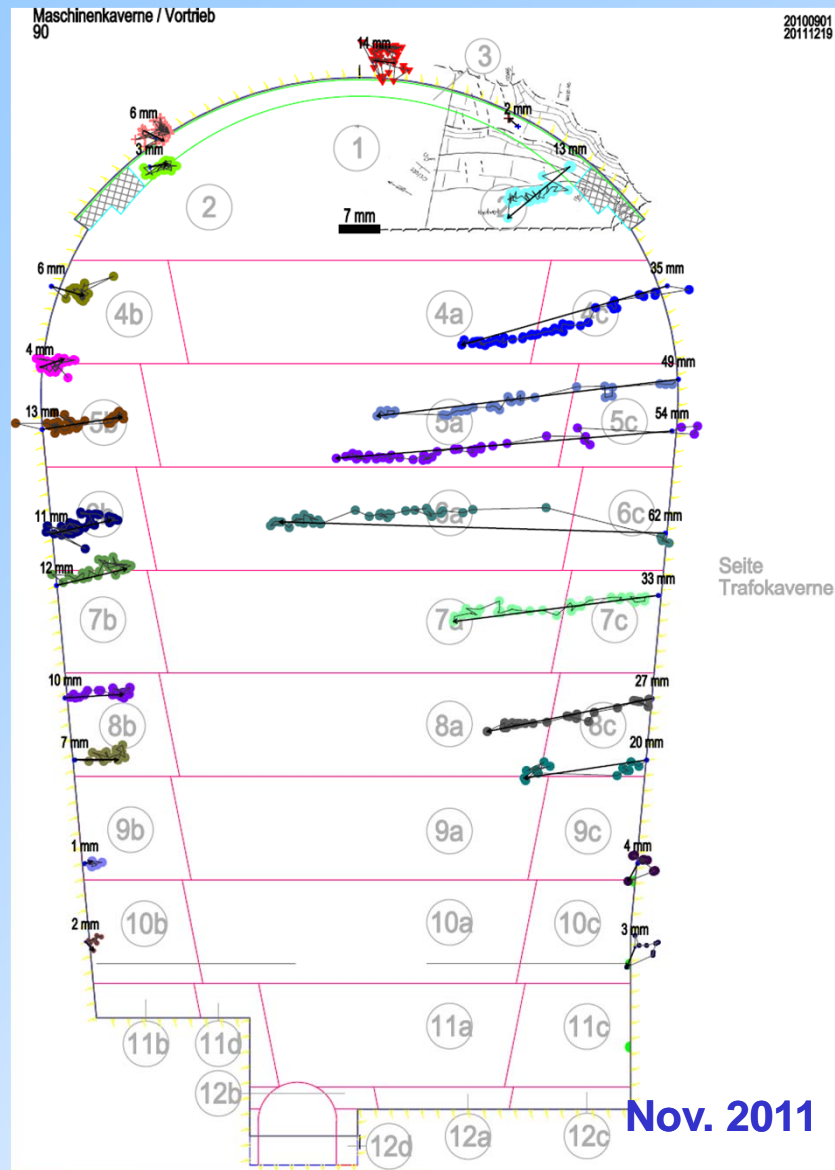 Maschinenkaverne / Vortrieb
90
20100901
20111219
14 mm
3
6 mm
2 mm
3 mm
1
13 mm
2
2
7 mm
6 mm
35 mm
4b
4a
4c
4 mm
49 mm
13 mm
5b
5a
5c
54 mm
11 mm
6a
6c
62 mm
12 mm
33 mm
Seite
Trafokaverne
7b
7a
7c
10 mm
27 mm
8b
8a
8c
7 mm
20 mm
9b
9a
9c
1 mm
4 mm
10b
10a
10c
2 mm
3 mm
11a
11c
11b
11d
12b
Nov. 2011
12d
12a
12c